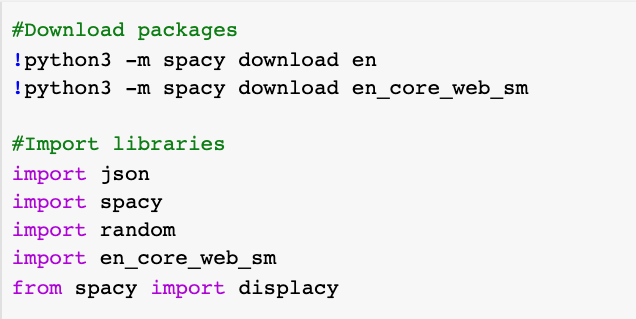 #Download packages
!python3 -m spacy download en
!python3 -m spacy download en_core_web_sm
#Import libraries
import json
import spacy
import random
import en_core_web_sm
from spacy import displacy